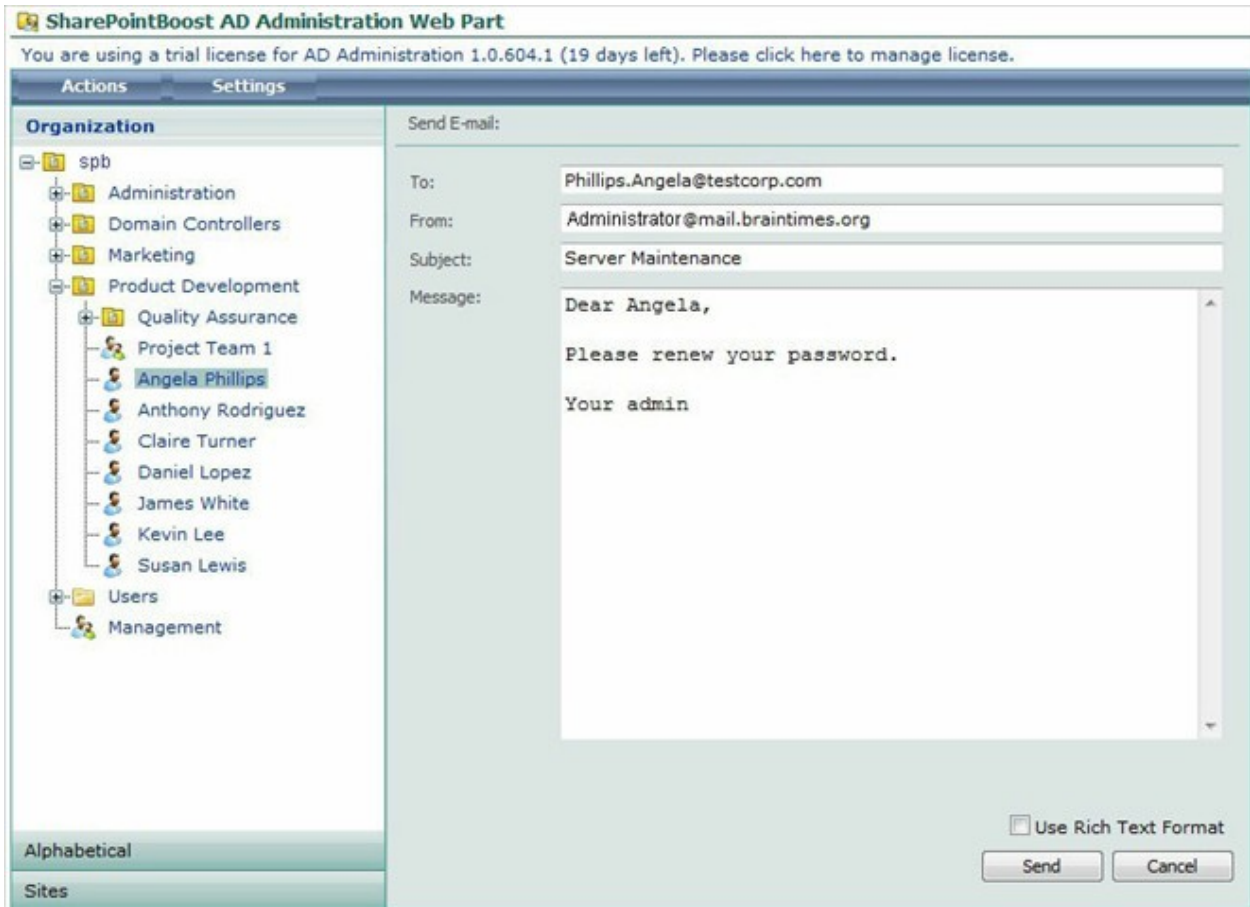 SharePointBoost AD Administration Web Part
You are using a trial license for AD Administration 1.0.604.1 (19 days left). Please click here to manage license.
Actions Settings
Organization
spb
Administration
Domain Controllers
Marketing
Product Development
Quality Assurance
Project Team 1
Angela Phillips
Anthony Rodriguez
Claire Turner
Daniel Lopez
James White
Kevin Lee
Susan Lewis
Users
Management
Alphabetical
Sites
Send E-mail:
To: Phillips.Angela@testcorp.com
From: Administrator@mail.braintimes.org
Subject: Server Maintenance
Message: Dear Angela,
Please renew your password.
Your admin
Use Rich Text Format
Send Cancel